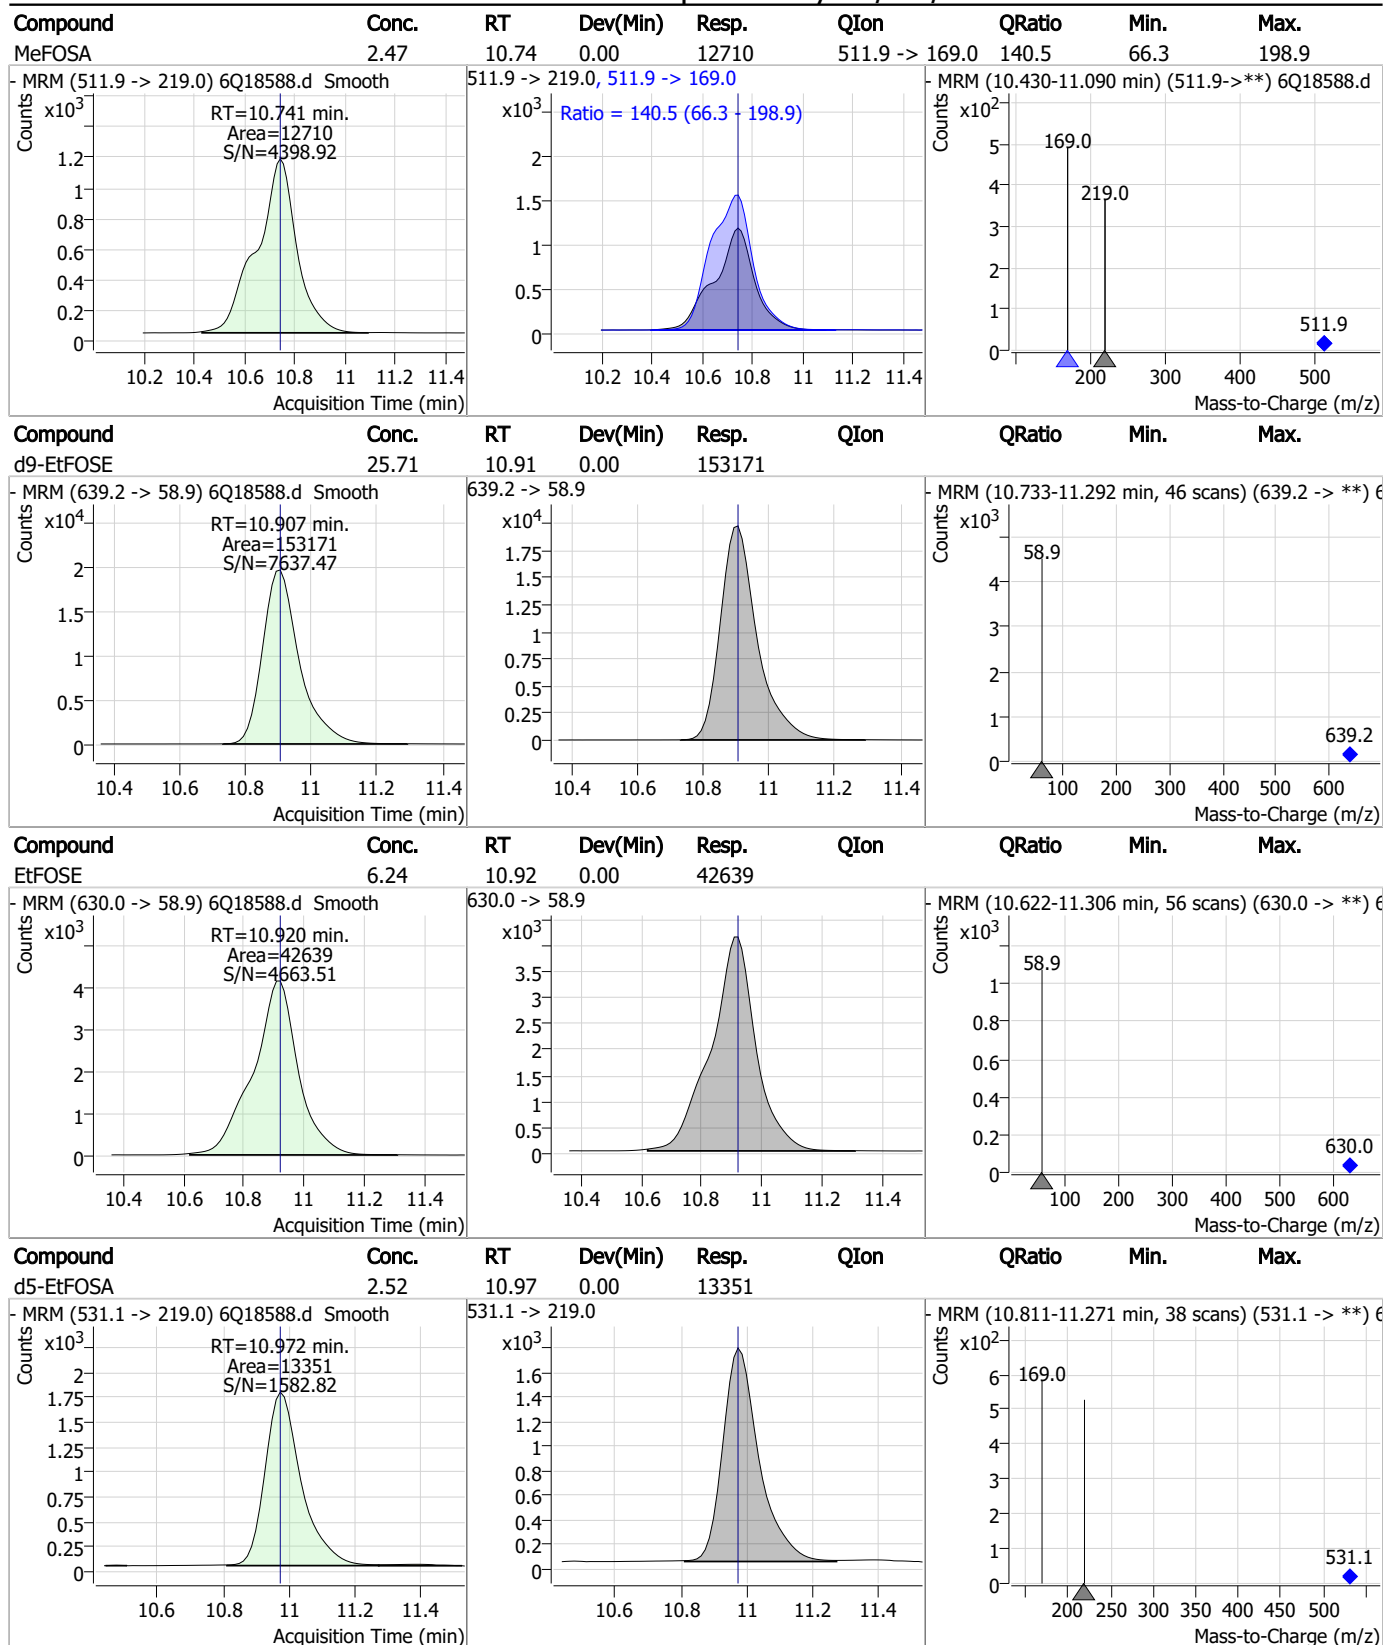 Compound Conc. RT Dev(Min) Resp. QIon QRatio Min. Max.
MeFOSA 2.47 10.74 0.00 12710 511.9 -> 169.0 140.5 66.3 198.9
- MRM (511.9 -> 219.0) 6Q18588.d Smooth
Counts
x10³
RT=10.741 min.
Area=12710
S/N=4398.92
1.2
1
0.8
0.6
0.4
0.2
0
10.2 10.4 10.6 10.8 11 11.2 11.4
Acquisition Time (min)
511.9 -> 219.0, 511.9 -> 169.0
x10³
Ratio = 140.5 (66.3 - 198.9)
2
1.5
1
0.5
0
10.2 10.4 10.6 10.8 11 11.2 11.4
- MRM (10.430-11.090 min) (511.9->**) 6Q18588.d
Counts
x10²
169.0
219.0
511.9
5
4
3
2
1
0
200 300 400 500
Mass-to-Charge (m/z)
Compound Conc. RT Dev(Min) Resp. QIon QRatio Min. Max.
d9-EtFOSE 25.71 10.91 0.00 153171
- MRM (639.2 -> 58.9) 6Q18588.d Smooth
Counts
x10⁴
RT=10.907 min.
Area=153171
S/N=7637.47
2
1.5
1
0.5
0
10.4 10.6 10.8 11 11.2 11.4
Acquisition Time (min)
639.2 -> 58.9
x10⁴
1.75
1.5
1.25
1
0.75
0.5
0.25
0
10.4 10.6 10.8 11 11.2 11.4
- MRM (10.733-11.292 min, 46 scans) (639.2 -> **) 6
Counts
x10³
58.9
639.2
4
3
2
1
0
100 200 300 400 500 600
Mass-to-Charge (m/z)
Compound Conc. RT Dev(Min) Resp. QIon QRatio Min. Max.
EtFOSE 6.24 10.92 0.00 42639
- MRM (630.0 -> 58.9) 6Q18588.d Smooth
Counts
x10³
RT=10.920 min.
Area=42639
S/N=4663.51
4
3
2
1
0
10.4 10.6 10.8 11 11.2 11.4
Acquisition Time (min)
630.0 -> 58.9
x10³
3.5
3
2.5
2
1.5
1
0.5
0
10.4 10.6 10.8 11 11.2 11.4
- MRM (10.622-11.306 min, 56 scans) (630.0 -> **) 6
Counts
x10³
58.9
630.0
1
0.8
0.6
0.4
0.2
0
100 200 300 400 500 600
Mass-to-Charge (m/z)
Compound Conc. RT Dev(Min) Resp. QIon QRatio Min. Max.
d5-EtFOSA 2.52 10.97 0.00 13351
- MRM (531.1 -> 219.0) 6Q18588.d Smooth
Counts
x10³
RT=10.972 min.
Area=13351
S/N=1582.82
2
1.75
1.5
1.25
1
0.75
0.5
0.25
0
10.6 10.8 11 11.2 11.4
Acquisition Time (min)
531.1 -> 219.0
x10³
1.6
1.4
1.2
1
0.8
0.6
0.4
0.2
0
10.6 10.8 11 11.2 11.4
- MRM (10.811-11.271 min, 38 scans) (531.1 -> **) 6
Counts
x10²
169.0
531.1
6
5
4
3
2
1
0
200 250 300 350 400 450 500
Mass-to-Charge (m/z)